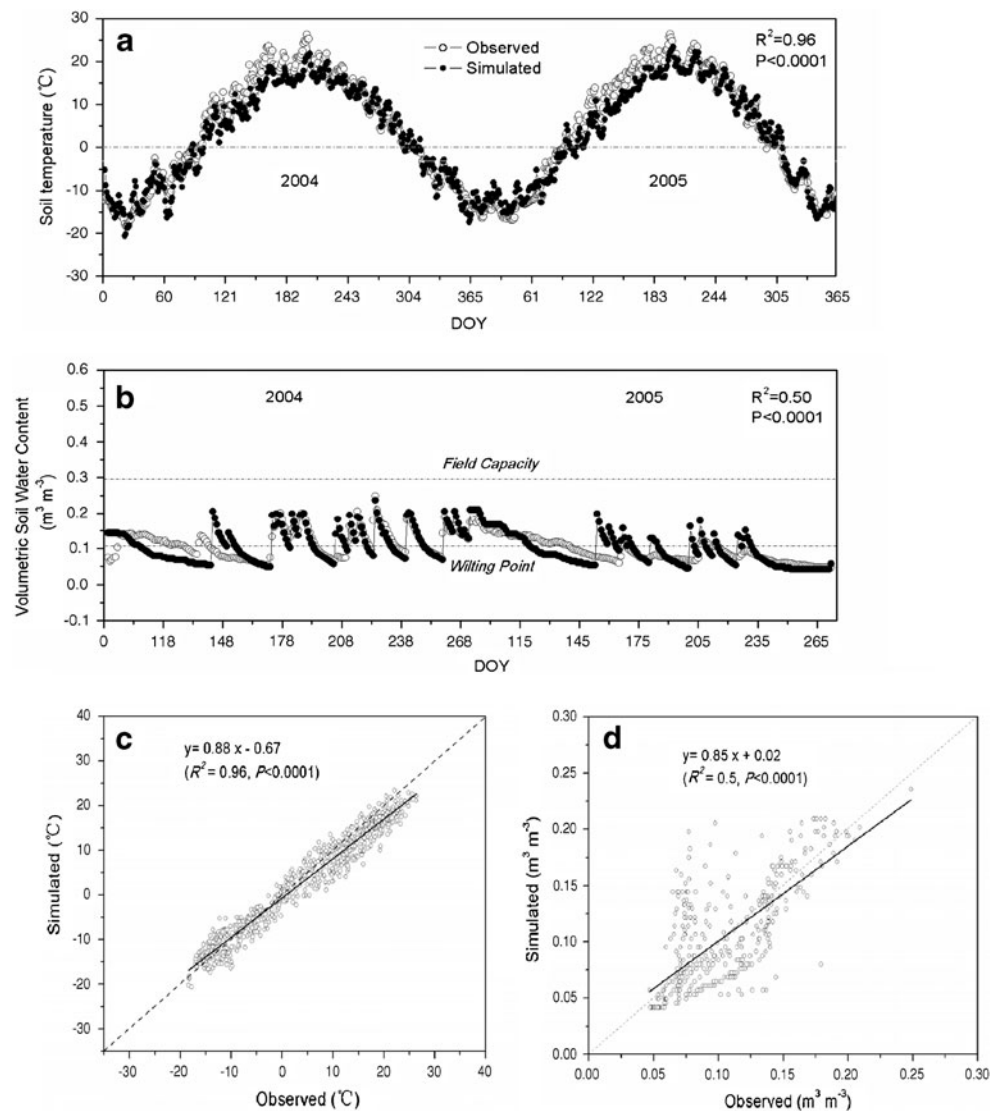 a
Observed
Simulated
R²=0.96
P<0.0001
Soil temperature (℃)
30
20
10
0
-10
-20
-30
2004
2005
0 60 121 182 243 304 365 61 122 183 244 305 365
DOY
b
2004
2005
R²=0.50
P<0.0001
Volumetric Soil Water Content
(m³ m⁻³)
0.6
0.5
0.4
0.3
0.2
0.1
0.0
-0.1
Field Capacity
Wilting Point
0 118 148 178 208 238 268 115 145 175 205 235 265
DOY
c
y= 0.88 x - 0.67
(R² = 0.96, P<0.0001)
Simulated (℃)
40
30
20
10
0
-10
-20
-30
-30 -20 -10 0 10 20 30 40
Observed (℃)
d
y= 0.85 x + 0.02
(R² = 0.5, P<0.0001)
Simulated (m³ m⁻³)
0.30
0.25
0.20
0.15
0.10
0.05
0.00
0.00 0.05 0.10 0.15 0.20 0.25 0.30
Observed (m³ m⁻³)